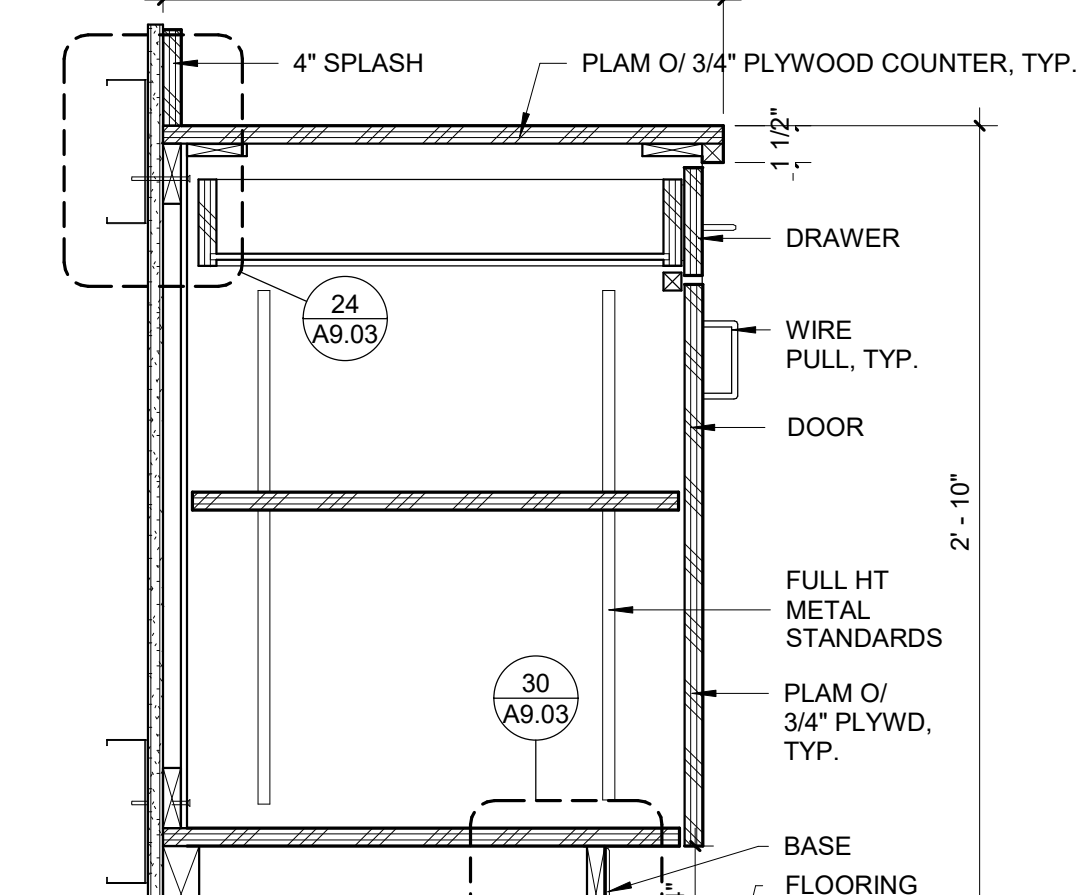 4" SPLASH
PLAM O/ 3/4" PLYWOOD COUNTER, TYP.
1 1/2"
DRAWER
24
A9.03
WIRE
PULL, TYP.
DOOR
2' - 10"
FULL HT
METAL
STANDARDS
30
A9.03
PLAM O/
3/4" PLYWD,
TYP.
BASE
FLOORING